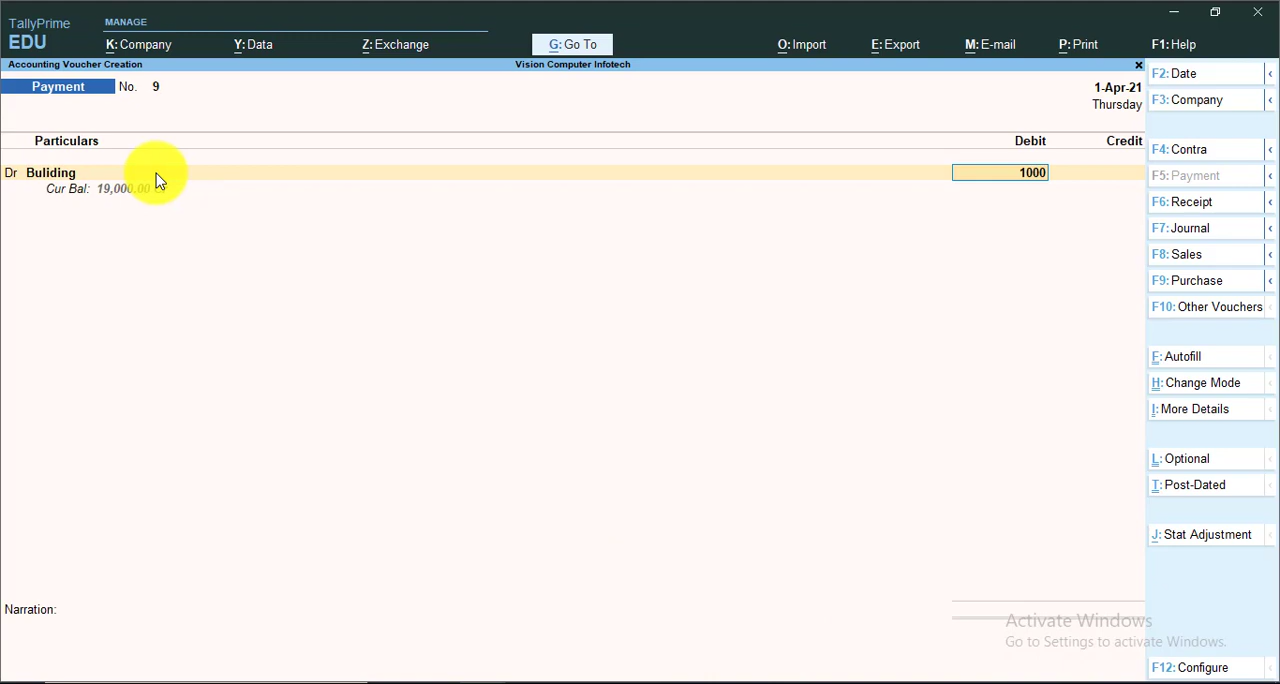 TallyPrime
EDU
MANAGE
K: Company
Y: Data
Z: Exchange
G: Go To
O: Import
E: Export
M: E-mail
P: Print
F1: Help
Accounting Voucher Creation
Vision Computer Infotech
Payment No. 9
1-Apr-21
Thursday
Particulars
Debit
Credit
Dr Buliding
1000
Cur Bal: 19,000.00
Narration:
F2: Date
F3: Company
F4: Contra
F5: Payment
F6: Receipt
F7: Journal
F8: Sales
F9: Purchase
F10: Other Vouchers
F: Autofill
H: Change Mode
I: More Details
L: Optional
T: Post-Dated
J: Stat Adjustment
Activate Windows
Go to Settings to activate Windows.
F12: Configure